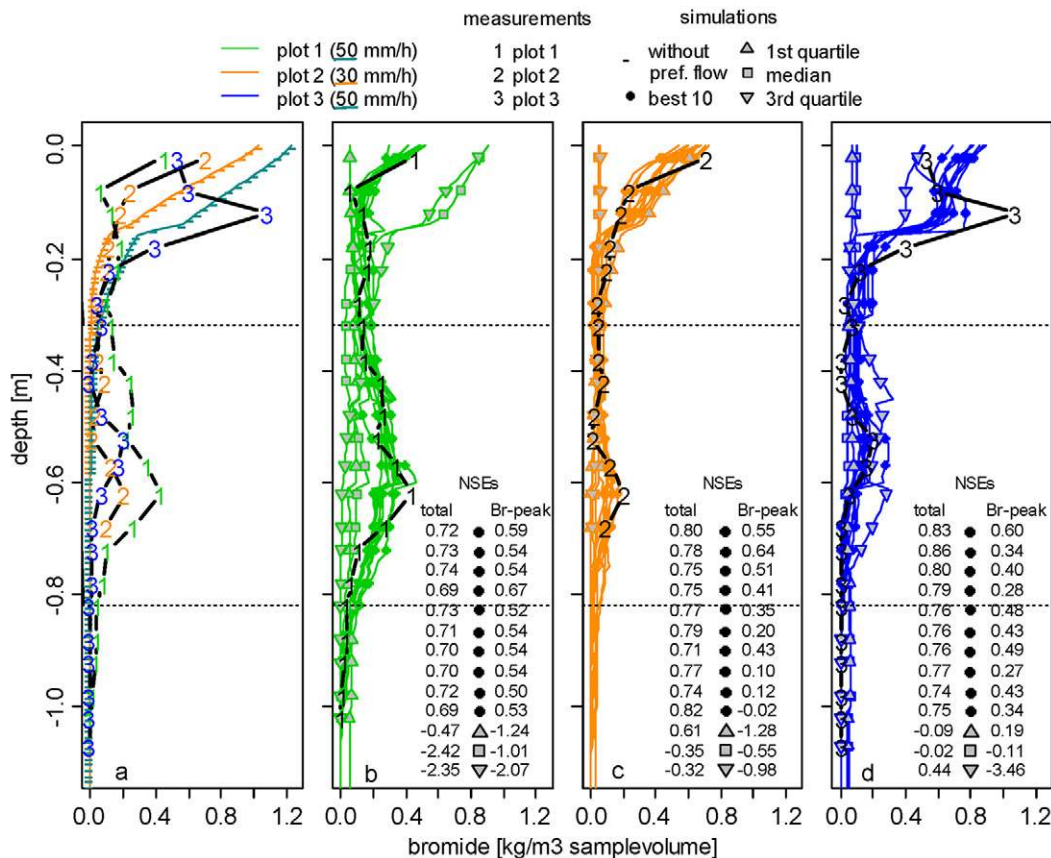 measurements simulations
plot 1 (50 mm/h) 1 plot 1 - without pref. flow 1st quartile
plot 2 (30 mm/h) 2 plot 2 median
plot 3 (50 mm/h) 3 plot 3 best 10 3rd quartile
depth [m]
0.0
-0.2
-0.4
-0.6
-0.8
-1.0
a
0.0 0.4 0.8 1.2
b
NSEs
total Br-peak
0.72 0.59
0.73 0.54
0.74 0.54
0.69 0.67
0.73 0.52
0.71 0.54
0.70 0.54
0.70 0.54
0.72 0.50
0.69 0.53
-0.47 -1.24
-2.42 -1.01
-2.35 -2.07
0.0 0.4 0.8 1.2
c
NSEs
total Br-peak
0.80 0.55
0.78 0.64
0.75 0.51
0.75 0.41
0.77 0.35
0.79 0.20
0.71 0.43
0.77 0.10
0.74 0.12
0.82 -0.02
0.61 -1.28
-0.35 -0.55
-0.32 -0.98
0.0 0.4 0.8 1.2
d
NSEs
total Br-peak
0.83 0.60
0.86 0.34
0.80 0.40
0.79 0.28
0.76 0.48
0.76 0.43
0.76 0.49
0.77 0.27
0.74 0.43
0.75 0.34
-0.09 0.19
-0.02 -0.11
0.44 -3.46
0.0 0.4 0.8 1.2
bromide [kg/m3 samplevolume]